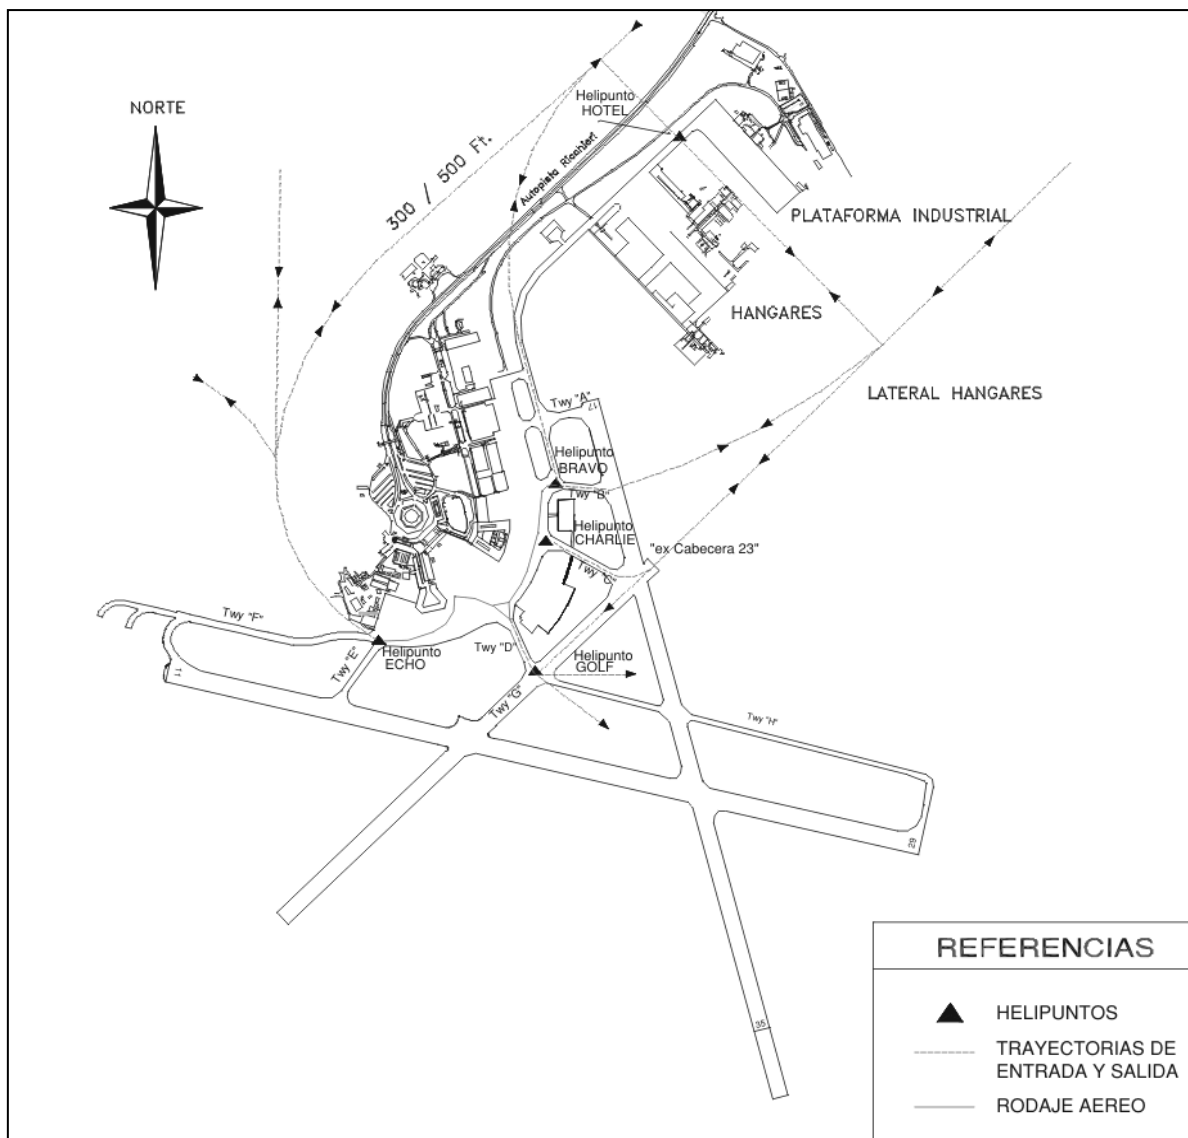 NORTE
Helipunto
HOTEL
300 / 500 Ft.
Autopista Ricchieri
PLATAFORMA INDUSTRIAL
HANGARES
LATERAL HANGARES
Twy "A"
17
Helipunto
BRAVO
Twy "B"
Helipunto
CHARLIE
"ex Cabecera 23"
Twy "C"
Twy "F"
Helipunto
ECHO
Twy "E"
Twy "D"
Helipunto
GOLF
11
Twy "G"
Twy "H"
29
35
REFERENCIAS
HELIPUNTOS
TRAYECTORIAS DE
ENTRADA Y SALIDA
RODAJE AEREO